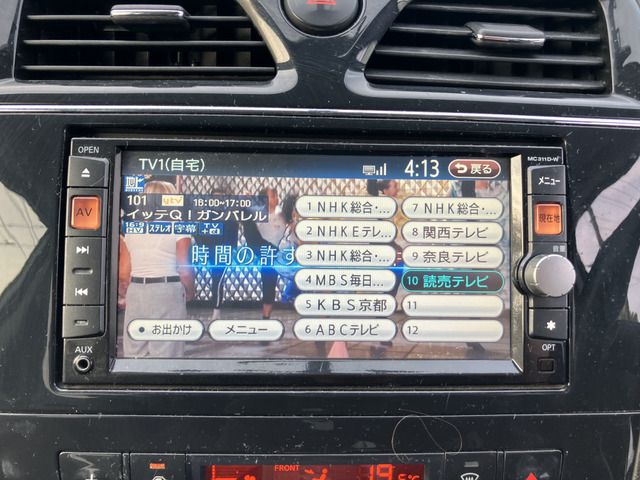 OPEN
MC311D-W
TV1(自宅)
4:13
戻る
メニュー
AV
現在地
101 ytv 16:00~17:00
イッテQ！ガンバレル
ステレオ 字幕 TV +d
時間の許す
1 NHK総合・...
2 NHKEテレ...
3 NHK総合・...
4 MBS毎日...
5 KBS京都
6 ABCテレビ
7 NHK総合・...
8 関西テレビ
9 奈良テレビ
10 読売テレビ
11
12
お出かけ
メニュー
音量
AUX
OPT
FRONT
19.5℃